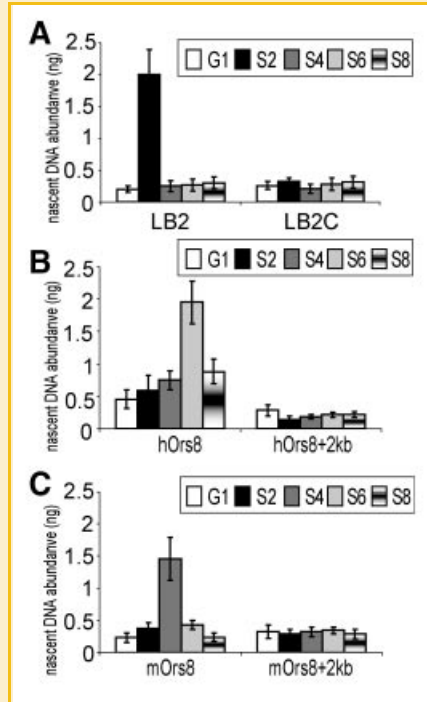 A
G1 S2 S4 S6 S8
nascent DNA abundanve (ng)
2.5
2
1.5
1
0.5
0
LB2 LB2C
B
G1 S2 S4 S6 S8
nascent DNA abundanve (ng)
2.5
2
1.5
1
0.5
0
hOrs8 hOrs8+2kb
C
G1 S2 S4 S6 S8
nascent DNA abundanve (ng)
2.5
2
1.5
1
0.5
0
mOrs8 mOrs8+2kb